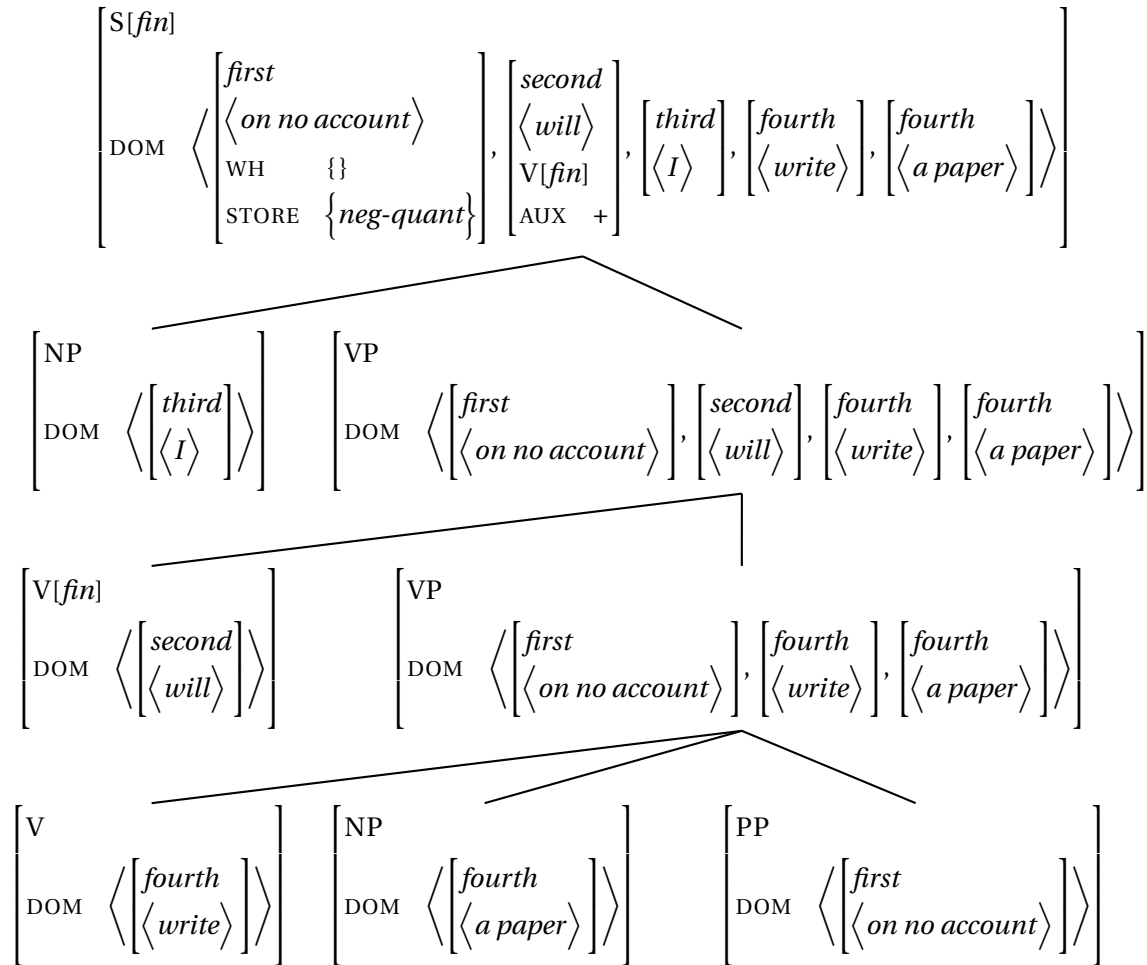 S[fin]
DOM ⟨[first ⟨on no account⟩ WH {} STORE {neg-quant}], [second ⟨will⟩ V[fin] AUX +], [third ⟨I⟩], [fourth ⟨write⟩], [fourth ⟨a paper⟩]⟩
NP
DOM ⟨[third ⟨I⟩]⟩
VP
DOM ⟨[first ⟨on no account⟩], [second ⟨will⟩], [fourth ⟨write⟩], [fourth ⟨a paper⟩]⟩
V[fin]
DOM ⟨[second ⟨will⟩]⟩
VP
DOM ⟨[first ⟨on no account⟩], [fourth ⟨write⟩], [fourth ⟨a paper⟩]⟩
V
DOM ⟨[fourth ⟨write⟩]⟩
NP
DOM ⟨[fourth ⟨a paper⟩]⟩
PP
DOM ⟨[first ⟨on no account⟩]⟩